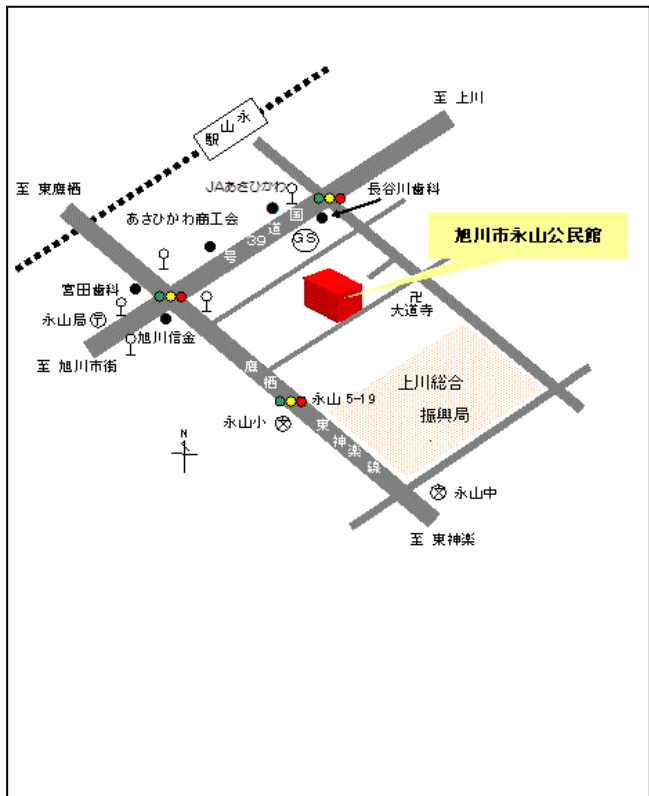 至 上川
永山駅
至 東鷹栖
JAあさひかわ
長谷川歯科
あさひかわ商工会
国道39号
GS
旭川市永山公民館
宮田歯科
卍
大道寺
永山局〒
旭川信金
至 旭川市街
鷹栖東神楽線
上川総合
振興局
永山 5-19
永山小 文
N
文 永山中
至 東神楽